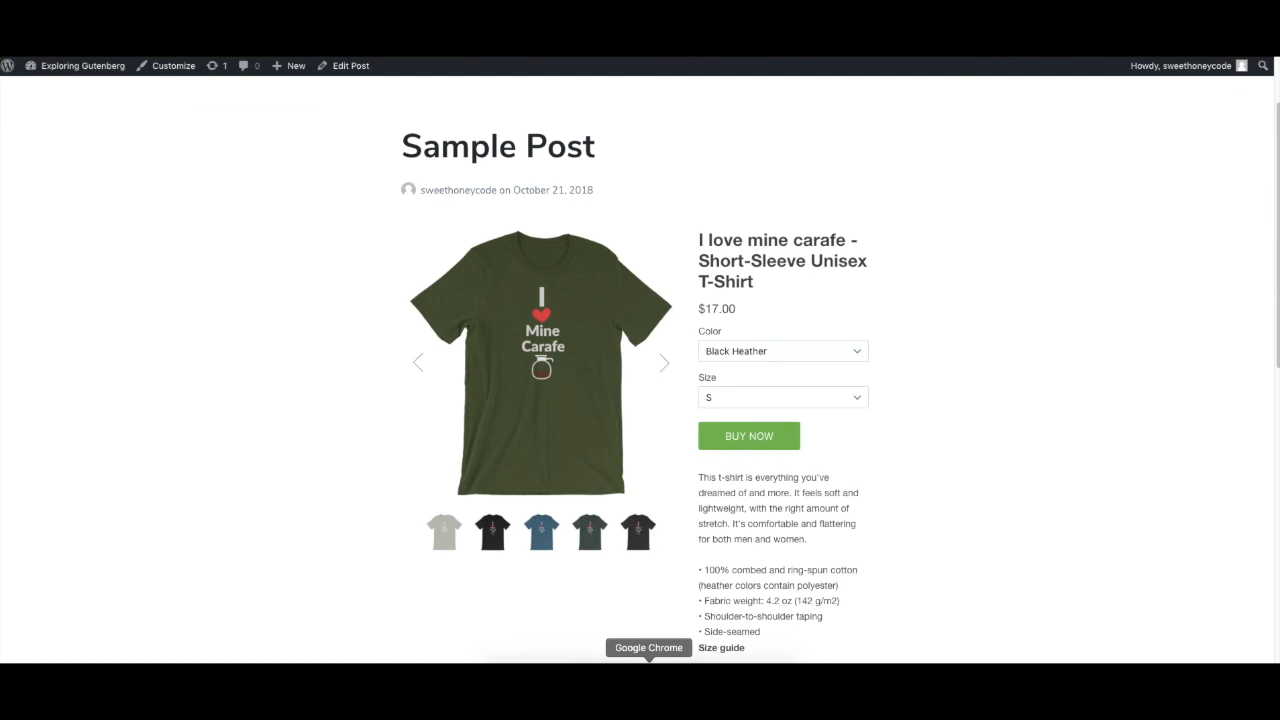 Exploring Gutenberg Customize 1 0 New Edit Post Howdy, sweethoneycode
Sample Post
sweethoneycode on October 21, 2018
I
Mine
Carafe
I love mine carafe -
Short-Sleeve Unisex
T-Shirt
$17.00
Color
Black Heather
Size
S
BUY NOW
This t-shirt is everything you've
dreamed of and more. It feels soft and
lightweight, with the right amount of
stretch. It's comfortable and flattering
for both men and women.
• 100% combed and ring-spun cotton
(heather colors contain polyester)
• Fabric weight: 4.2 oz (142 g/m2)
• Shoulder-to-shoulder taping
• Side-seamed
Size guide
Google Chrome